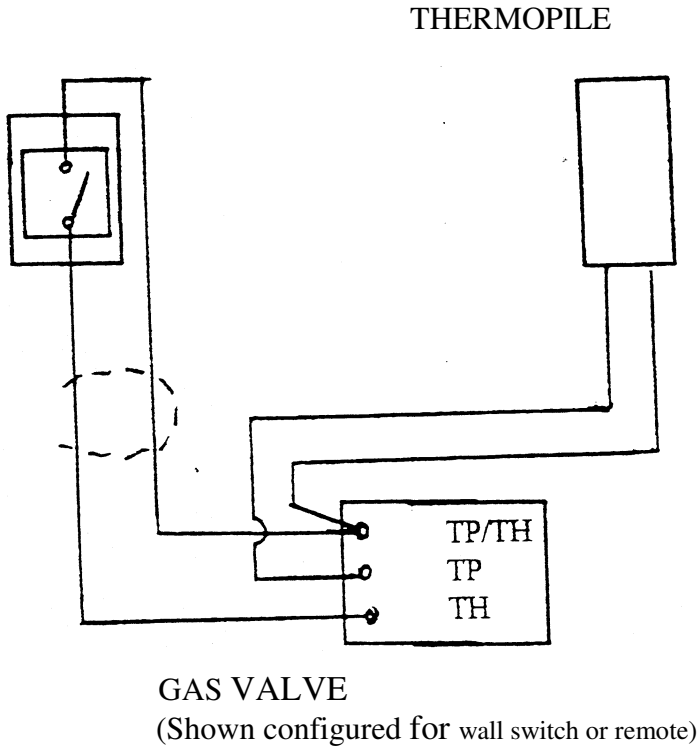 THERMOPILE
TP/TH
TP
TH
GAS VALVE
(Shown configured for wall switch or remote)